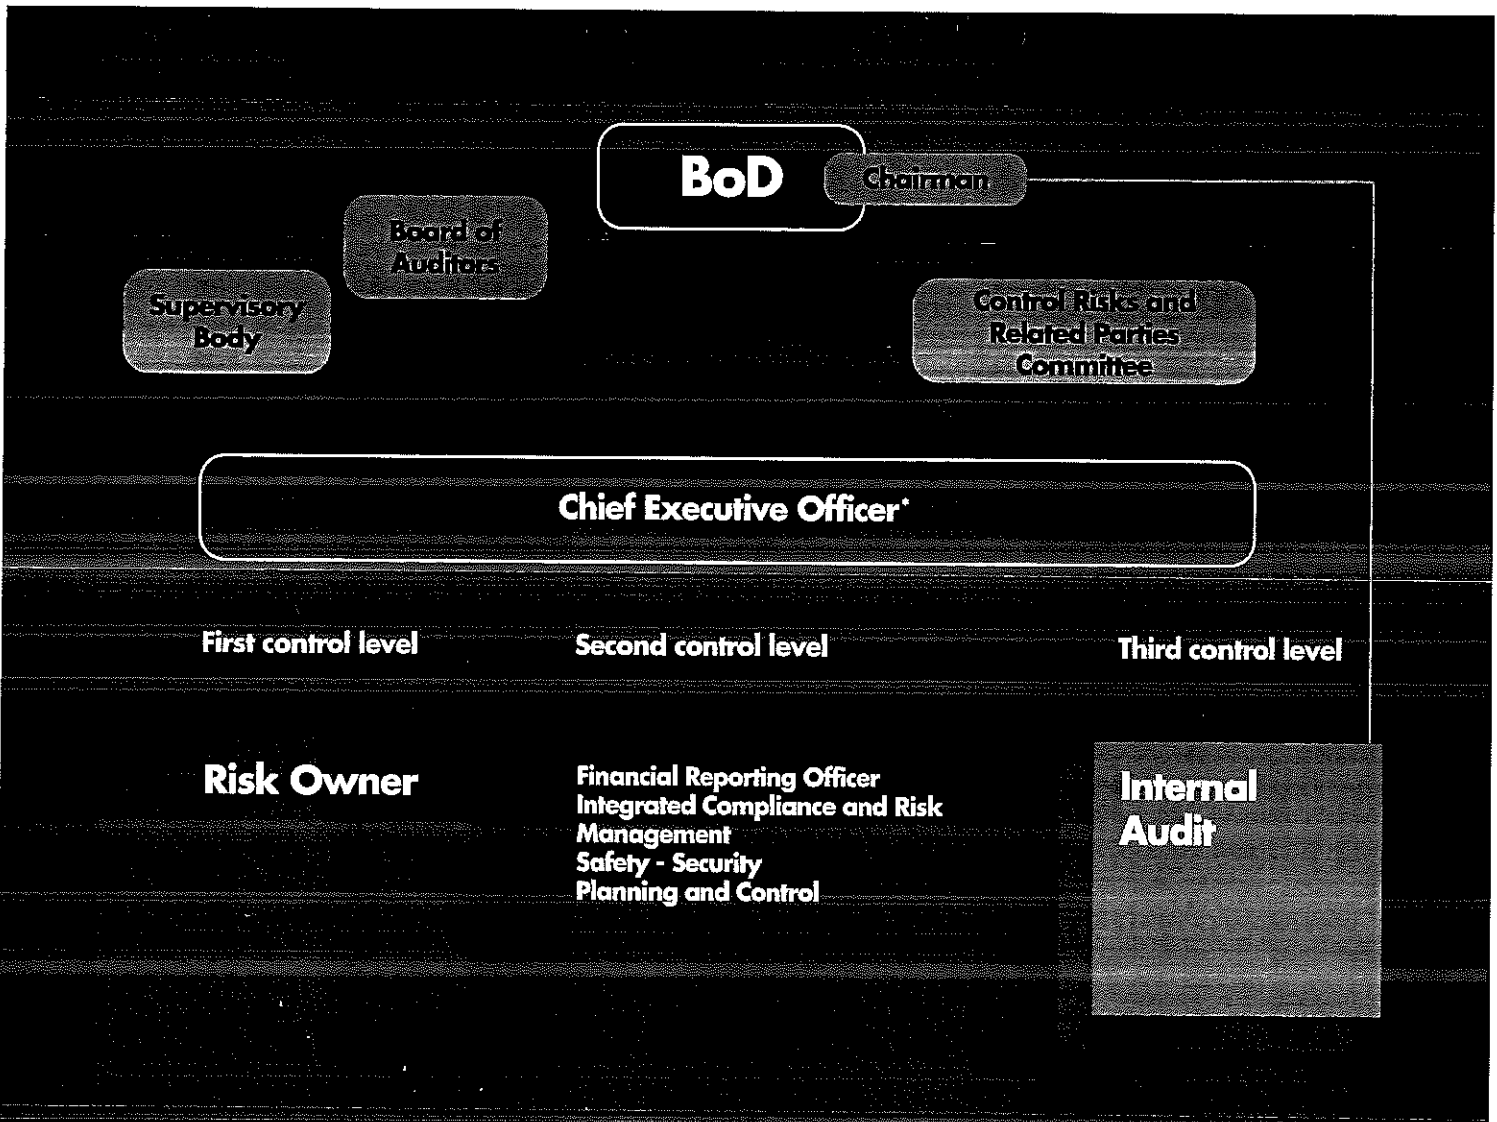 BoD
Chairman
Board of
Auditors
Supervisory
Body
Control Risks and
Related Parties
Committee
Chief Executive Officer*
First control level
Second control level
Third control level
Risk Owner
Financial Reporting Officer
Integrated Compliance and Risk
Management
Safety - Security
Planning and Control
Internal
Audit